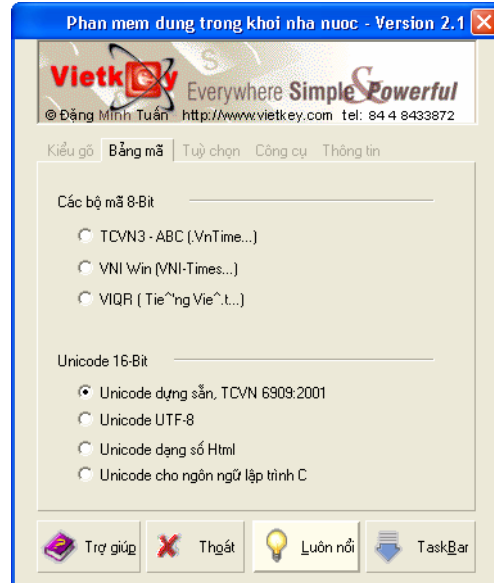 Phan mem dung trong khoi nha nuoc - Version 2.1
Vietkey Everywhere Simple & Powerful
© Đặng Minh Tuấn http://www.vietkey.com tel: 84 4 8433872
Kiểu gõ Bảng mã Tuỳ chọn Công cụ Thông tin
Các bộ mã 8-Bit
TCVN3 - ABC (.VnTime...)
VNI Win (VNI-Times...)
VIQR ( Tie^'ng Vie^.t...)
Unicode 16-Bit
Unicode dựng sẵn, TCVN 6909:2001
Unicode UTF-8
Unicode dạng số Html
Unicode cho ngôn ngữ lập trình C
Trợ giúp Thoát Luôn nổi TaskBar